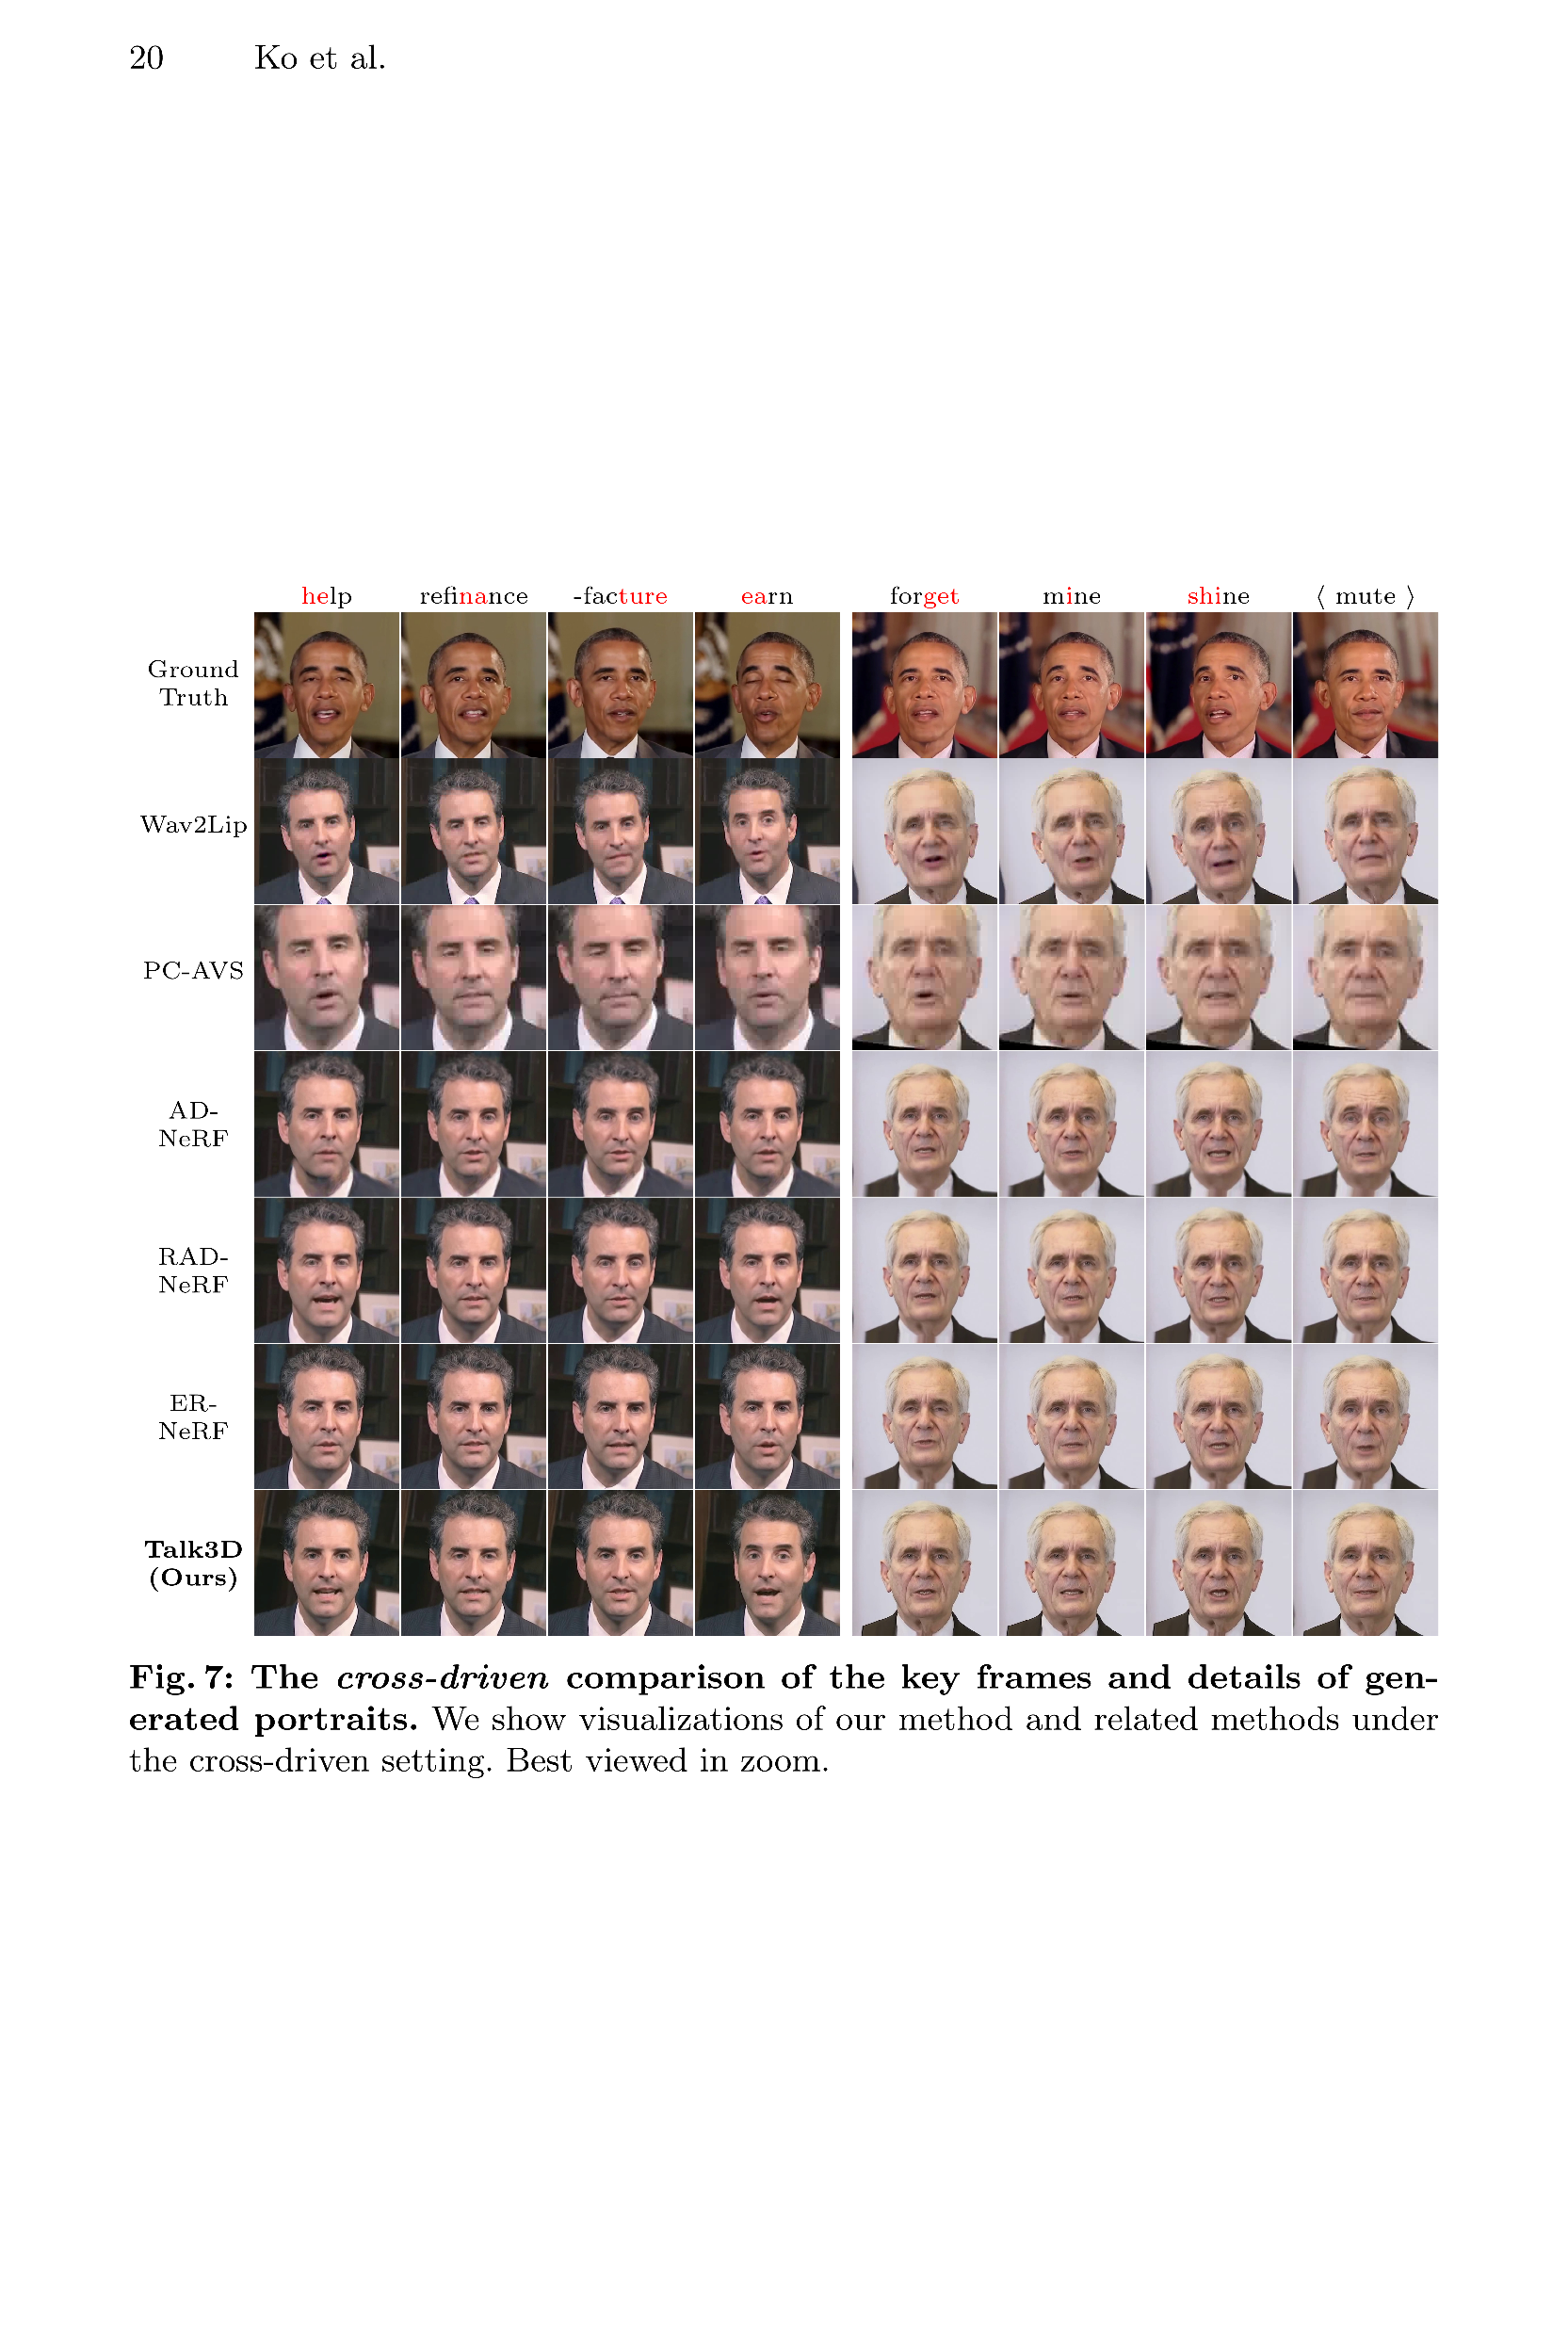 20 Ko et al.
help refinance -facture earn forget mine shine ⟨ mute ⟩
Ground
Truth
Wav2Lip
PC-AVS
AD-
NeRF
RAD-
NeRF
ER-
NeRF
Talk3D
(Ours)
Fig. 7: The cross-driven comparison of the key frames and details of gen-
erated portraits. We show visualizations of our method and related methods under
the cross-driven setting. Best viewed in zoom.